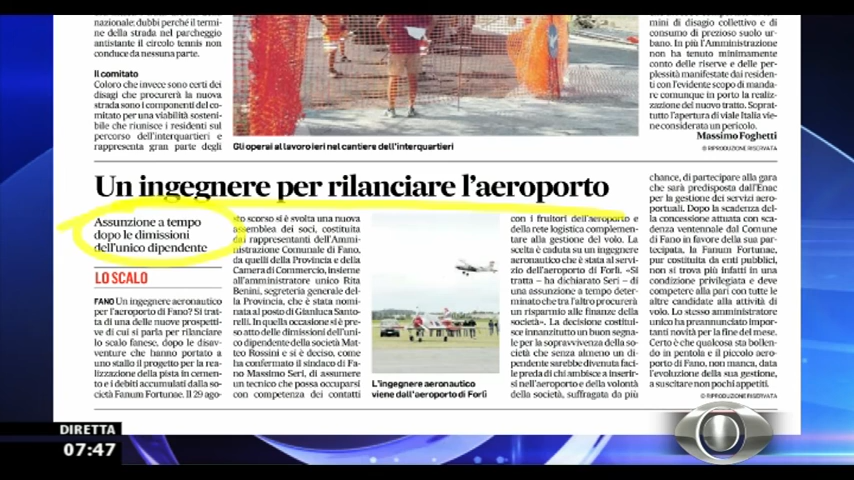 nazionale: dubbi perché il termi-
ne della strada nel parcheggio
antistante il circolo tennis non
conduce da nessuna parte.
Il comitato
Coloro che invece sono certi dei
disagi che procurerà la nuova
strada sono i componenti del co-
mitato per una viabilità sosteni-
bile che riunisce i residenti sul
percorso dell'interquartieri e
rappresenta gran parte degli
Gli operai al lavoro ieri nel cantiere dell'interquartieri
mini di disagio collettivo e di
consumo di prezioso suolo ur-
bano. In più l'Amministrazione
non ha tenuto minimamente
conto delle riserve e delle per-
plessità manifestate dai residen-
ti con l'evidente scopo di manda-
re comunque in porto la realiz-
zazione del nuovo tratto. Soprat-
tutto l'apertura di viale Italia vie-
ne considerata un pericolo.
Massimo Foghetti
© RIPRODUZIONE RISERVATA
Un ingegnere per rilanciare l'aeroporto
Assunzione a tempo
dopo le dimissioni
dell'unico dipendente
LO SCALO
FANO Un ingegnere aeronautico
per l'aeroporto di Fano? Si trat-
ta di una delle nuove prospetti-
ve di cui si parla per rilanciare
lo scalo fanese, dopo le disav-
venture che hanno portato a
uno stallo il progetto per la rea-
lizzazione della pista in cemen-
to e i debiti accumulati dalla so-
cietà Fanum Fortunae. Il 29 ago-
sto scorso si è svolta una nuova
assemblea dei soci, costituita
dai rappresentanti dell'Ammi-
nistrazione Comunale di Fano,
da quelli della Provincia e della
Camera di Commercio, insieme
all'amministratore unico Rita
Benini, segreteria generale del-
la Provincia, che è stata nomi-
nata al posto di Gianluca Santo-
relli. In quella occasione si è pre-
so atto delle dimissioni dell'uni-
co dipendente della società Mat-
teo Rossini e si è deciso, come
ha confermato il sindaco di Fa-
no Massimo Seri, di assumere
un tecnico che possa occuparsi
con competenza dei contatti
L'ingegnere aeronautico
viene dall'aeroporto di Forlì
con i fruitori dell'aeroporto e
della rete logistica complemen-
tare alla gestione del volo. La
scelta è caduta su un ingegnere
aeronautico che è stata al servi-
zio dell'aeroporto di Forlì. «Si
tratta – ha dichiarato Seri – di
una assunzione a tempo deter-
minato che tra l'altro procurerà
un risparmio alle finanze della
società». La decisione costitui-
sce innanzitutto un buon segna-
le per la sopravvivenza della so-
cietà che senza almeno un di-
pendente sarebbe divenuta faci-
le preda di chi ambisce a inserir-
si nell'aeroporto e della volontà
della società, suffragata da più
chance, di partecipare alla gara
che sarà predisposta dall'Enac
per la gestione dei servizi aero-
portuali. Dopo la scadenza del-
la concessione attuata con sca-
denza ventennale dal Comune
di Fano in favore della sua par-
tecipata, la Fanum Fortunae,
pur costituita da enti pubblici,
non si trova più infatti in una
condizione privilegiata e deve
competere alla pari con tutte le
altre candidate alla attività di
volo. Lo stesso amministratore
unico ha preannunciato impor-
tanti novità per la fine del mese.
Certo è che qualcosa sta bollen-
do in pentola e il piccolo aero-
porto di Fano, non manca, data
l'evoluzione della sua gestione,
a suscitare non pochi appetiti.
© RIPRODUZIONE RISERVATA
DIRETTA
07:47